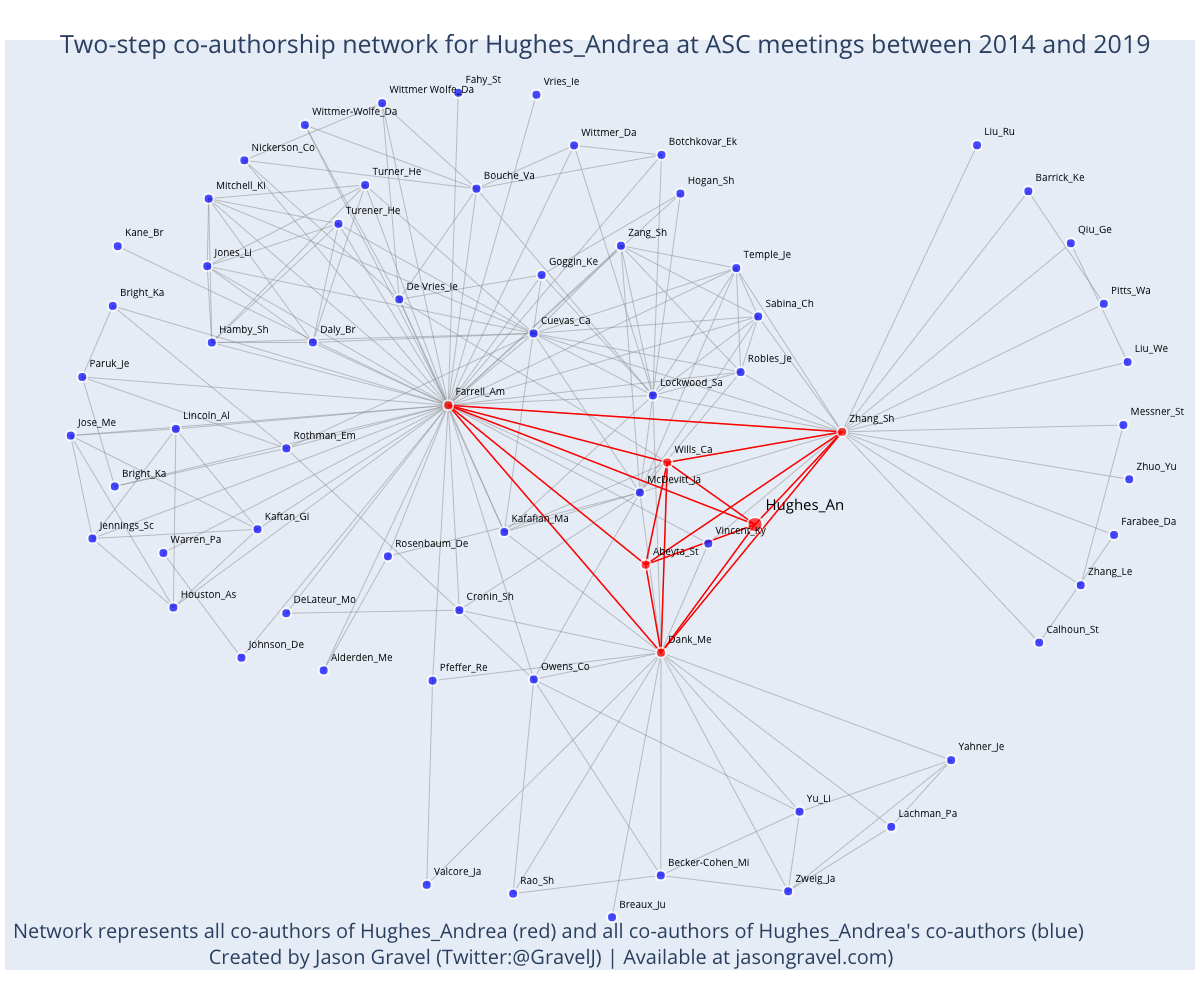 Two-step co-authorship network for Hughes_Andrea at ASC meetings between 2014 and 2019
Fahy_St
Vries_Ie
Wittmer Wolfe_Da
Wittmer-Wolfe_Da
Wittmer_Da
Liu_Ru
Botchkovar_Ek
Nickerson_Co
Turner_He
Bouche_Va
Hogan_Sh
Barrick_Ke
Mitchell_Ki
Turener_He
Zang_Sh
Qiu_Ge
Kane_Br
Jones_Li
Goggin_Ke
Temple_Je
De Vries_Ie
Pitts_Wa
Bright_Ka
Sabina_Ch
Cuevas_Ca
Hamby_Sh
Daly_Br
Liu_We
Robles_Je
Paruk_Je
Lockwood_Sa
Farrell_Am
Messner_St
Lincoln_Al
Zhang_Sh
Jose_Me
Rothman_Em
Wills_Ca
Zhuo_Yu
Bright_Ka
McDevitt_Ja
Hughes_An
Kaftan_Gi
Kafafian_Ma
Farabee_Da
Jennings_Sc
Vincent_Ky
Warren_Pa
Rosenbaum_De
Abeyta_St
Zhang_Le
Houston_As
DeLateur_Mo
Cronin_Sh
Calhoun_St
Johnson_De
Dank_Me
Alderden_Me
Pfeffer_Re
Owens_Co
Yahner_Je
Yu_Li
Lachman_Pa
Becker-Cohen_Mi
Valcore_Ja
Zweig_Ja
Rao_Sh
Breaux_Ju
Network represents all co-authors of Hughes_Andrea (red) and all co-authors of Hughes_Andrea's co-authors (blue)
Created by Jason Gravel (Twitter:@GravelJ) | Available at jasongravel.com)